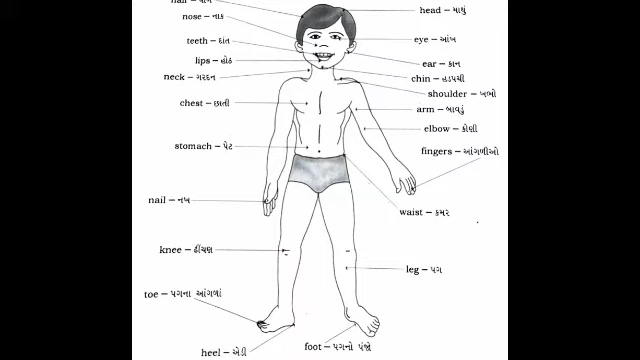 head – માથું
nose – નાક
teeth – દાંત
eye – આંખ
lips – હોઠ
ear – કાન
neck – ગરદન
chin – હડપચી
shoulder – ખભો
chest – છાતી
arm – બાવડું
elbow – કોણી
stomach – પેટ
fingers – આંગળીઓ
nail – નખ
waist – કમર
knee – ઢીંચણ
leg – પગ
toe – પગના આંગળાં
foot – પગનો પંજો
heel – એડી